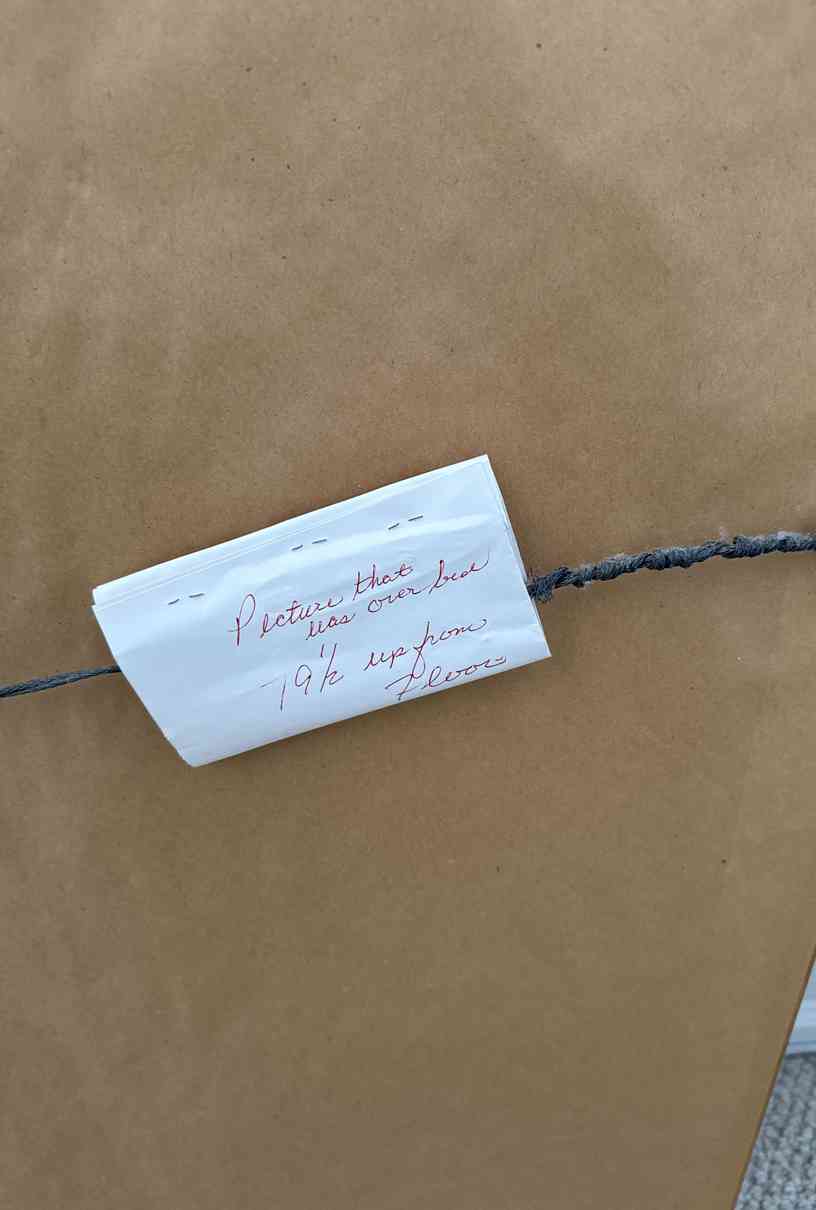 Picture that
was over bed
79½ up from
Floor